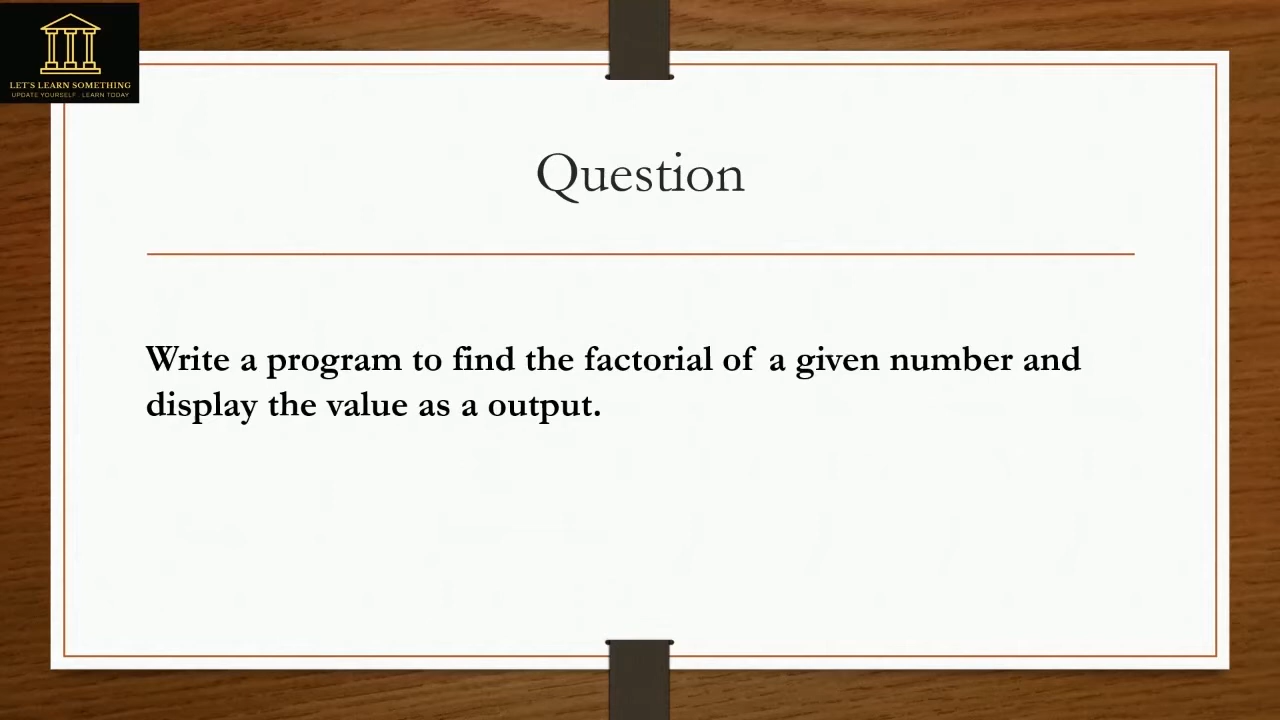 LET'S LEARN SOMETHING
UPDATE YOURSELF . LEARN TODAY
Question
Write a program to find the factorial of a given number and
display the value as a output.